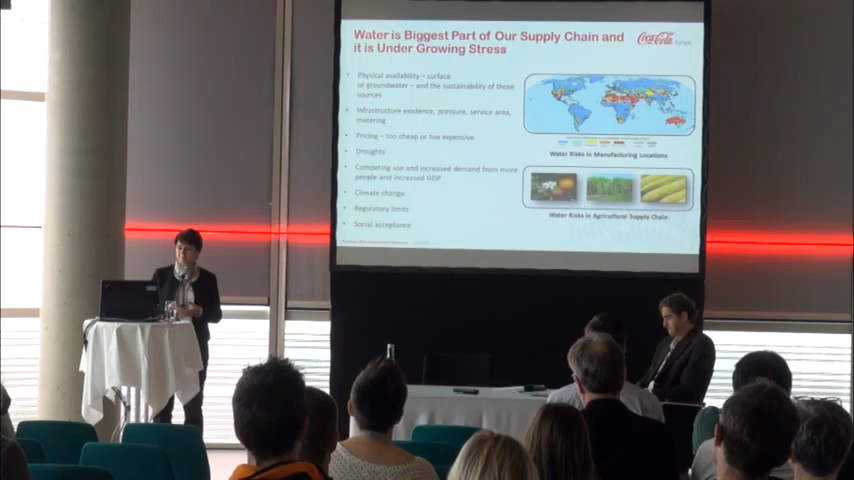 Water is Biggest Part of Our Supply Chain and
it is Under Growing Stress
Coca-Cola Europe
• Physical availability – surface
or groundwater – and the sustainability of those
sources
• Infrastructure existence, pressure, service area,
metering
• Pricing – too cheap or too expensive
• Droughts
• Competing use and increased demand from more
people and increased GDP
• Climate change
• Regulatory limits
• Social acceptance
Water Risks in Manufacturing Locations
Water Risks in Agricultural Supply Chain